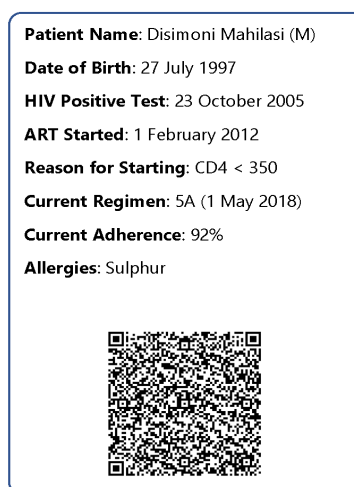 Patient Name: Disimoni Mahilasi (M)
Date of Birth: 27 July 1997
HIV Positive Test: 23 October 2005
ART Started: 1 February 2012
Reason for Starting: CD4 < 350
Current Regimen: 5A (1 May 2018)
Current Adherence: 92%
Allergies: Sulphur